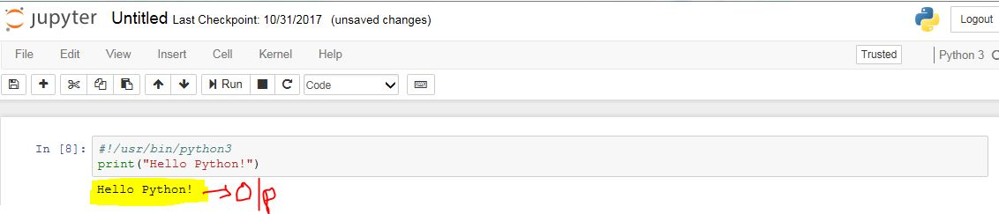 jupyter Untitled Last Checkpoint: 10/31/2017 (unsaved changes) Logout
File Edit View Insert Cell Kernel Help Trusted Python 3
Run Code
In [8]: #!/usr/bin/python3
print("Hello Python!")
Hello Python! O/p